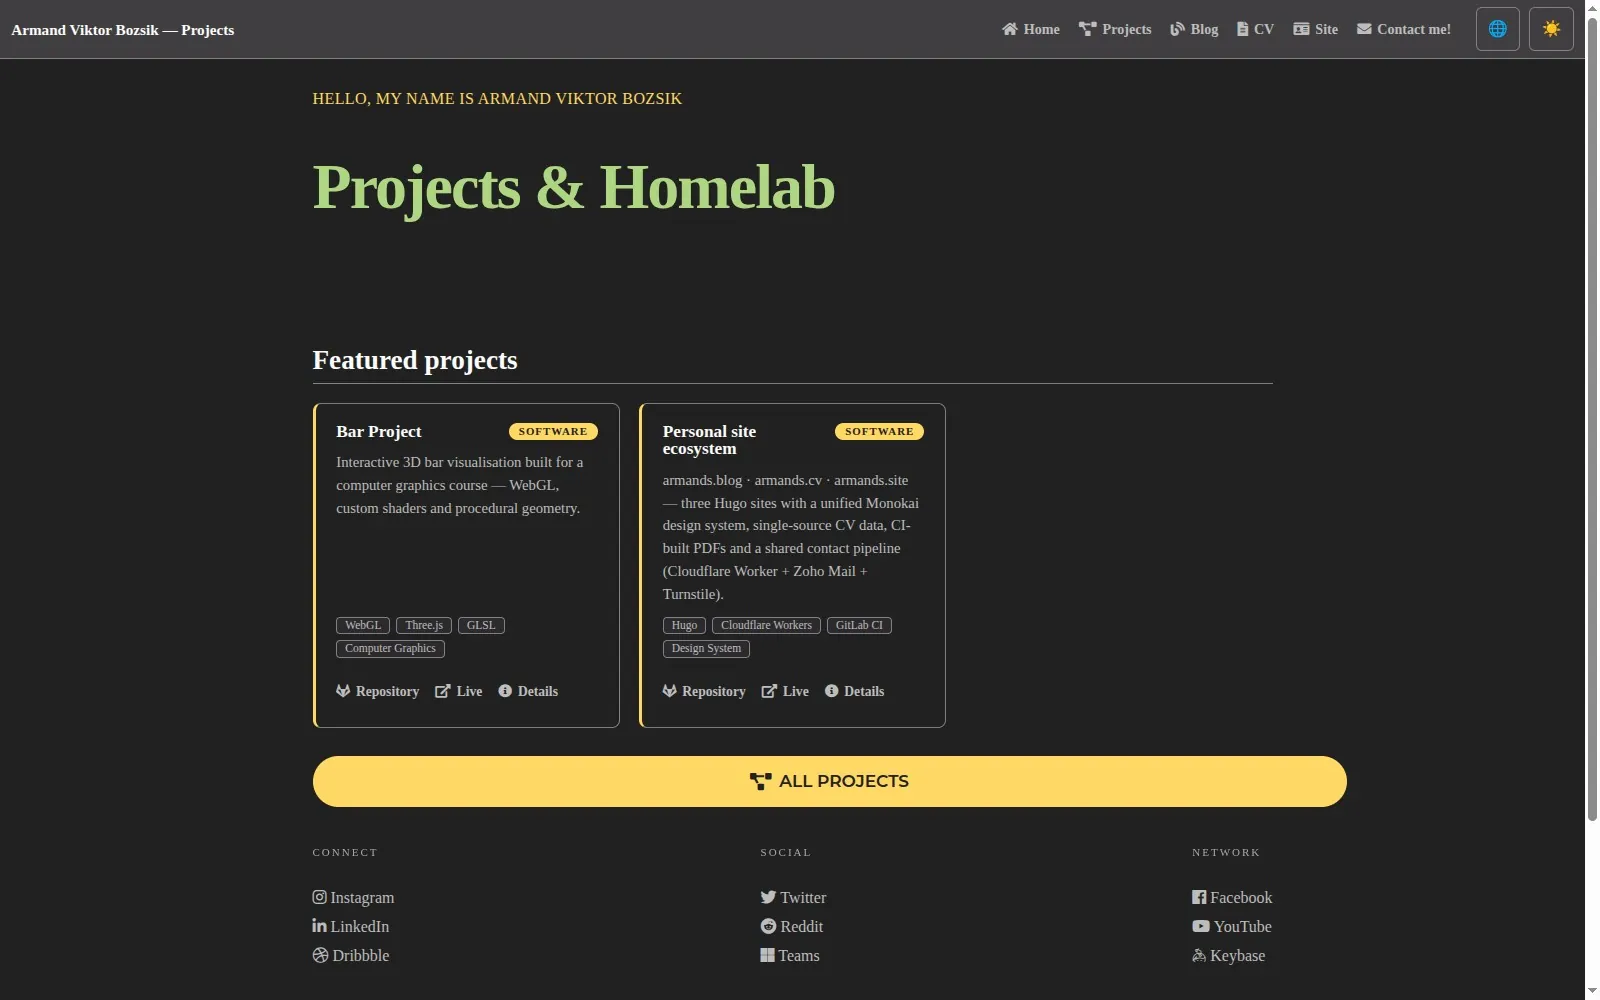 Armand Viktor Bozsik — Projects
Home Projects Blog CV Site Contact me!
HELLO, MY NAME IS ARMAND VIKTOR BOZSIK
Projects & Homelab
Featured projects
Bar Project
SOFTWARE
Interactive 3D bar visualisation built for a
computer graphics course — WebGL,
custom shaders and procedural geometry.
WebGL Three.js GLSL
Computer Graphics
Repository Live Details
Personal site
ecosystem
SOFTWARE
armands.blog · armands.cv · armands.site
— three Hugo sites with a unified Monokai
design system, single-source CV data, CI-
built PDFs and a shared contact pipeline
(Cloudflare Worker + Zoho Mail +
Turnstile).
Hugo Cloudflare Workers GitLab CI
Design System
Repository Live Details
ALL PROJECTS
CONNECT
Instagram
LinkedIn
Dribbble
SOCIAL
Twitter
Reddit
Teams
NETWORK
Facebook
YouTube
Keybase